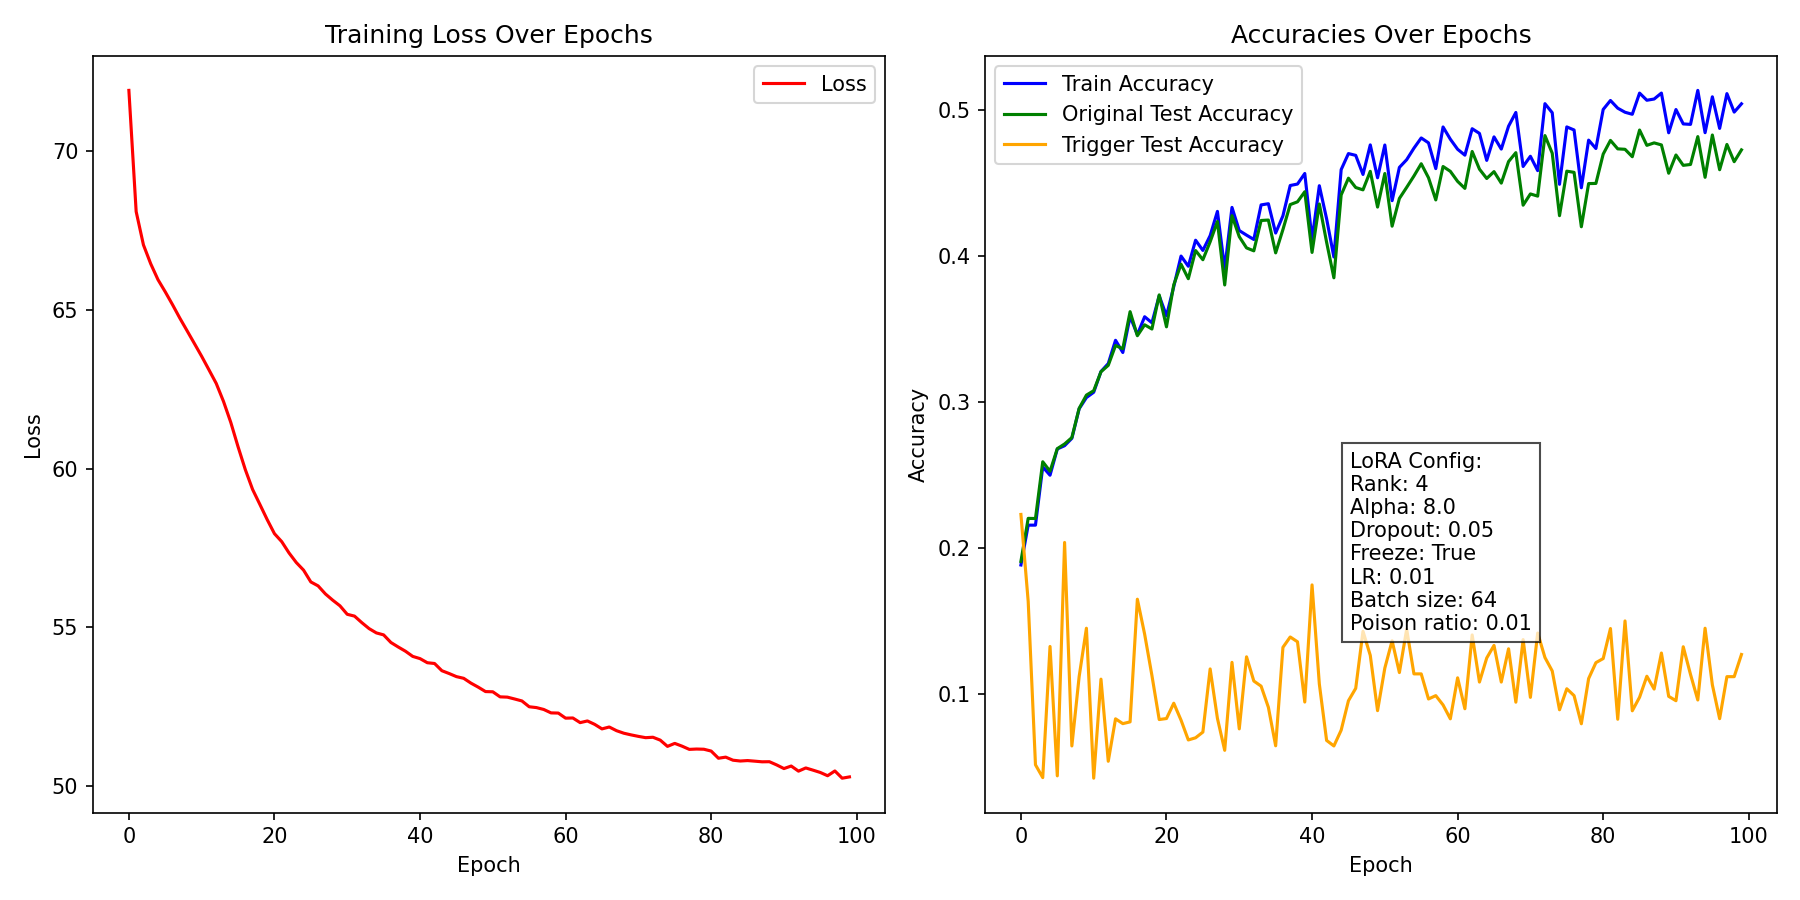 Training Loss Over Epochs
Loss
70
65
60
55
50
Loss
0 20 40 60 80 100
Epoch
Accuracies Over Epochs
Train Accuracy
Original Test Accuracy
Trigger Test Accuracy
0.5
0.4
0.3
0.2
0.1
Accuracy
LoRA Config:
Rank: 4
Alpha: 8.0
Dropout: 0.05
Freeze: True
LR: 0.01
Batch size: 64
Poison ratio: 0.01
0 20 40 60 80 100
Epoch